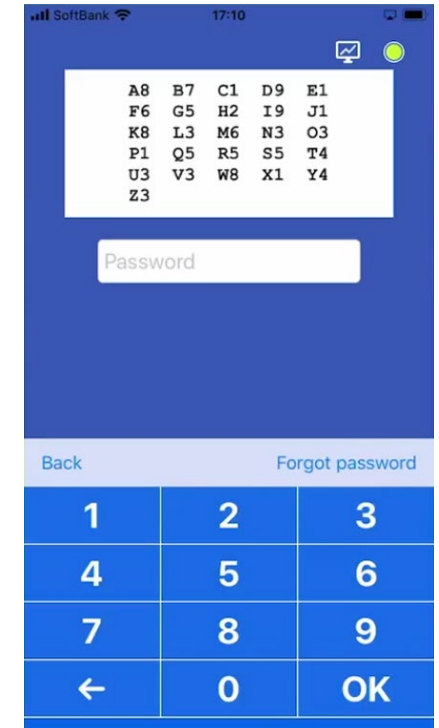 SoftBank 17:10
A8 B7 C1 D9 E1
F6 G5 H2 I9 J1
K8 L3 M6 N3 O3
P1 Q5 R5 S5 T4
U3 V3 W8 X1 Y4
Z3
Password
Back Forgot password
1 2 3
4 5 6
7 8 9
← 0 OK